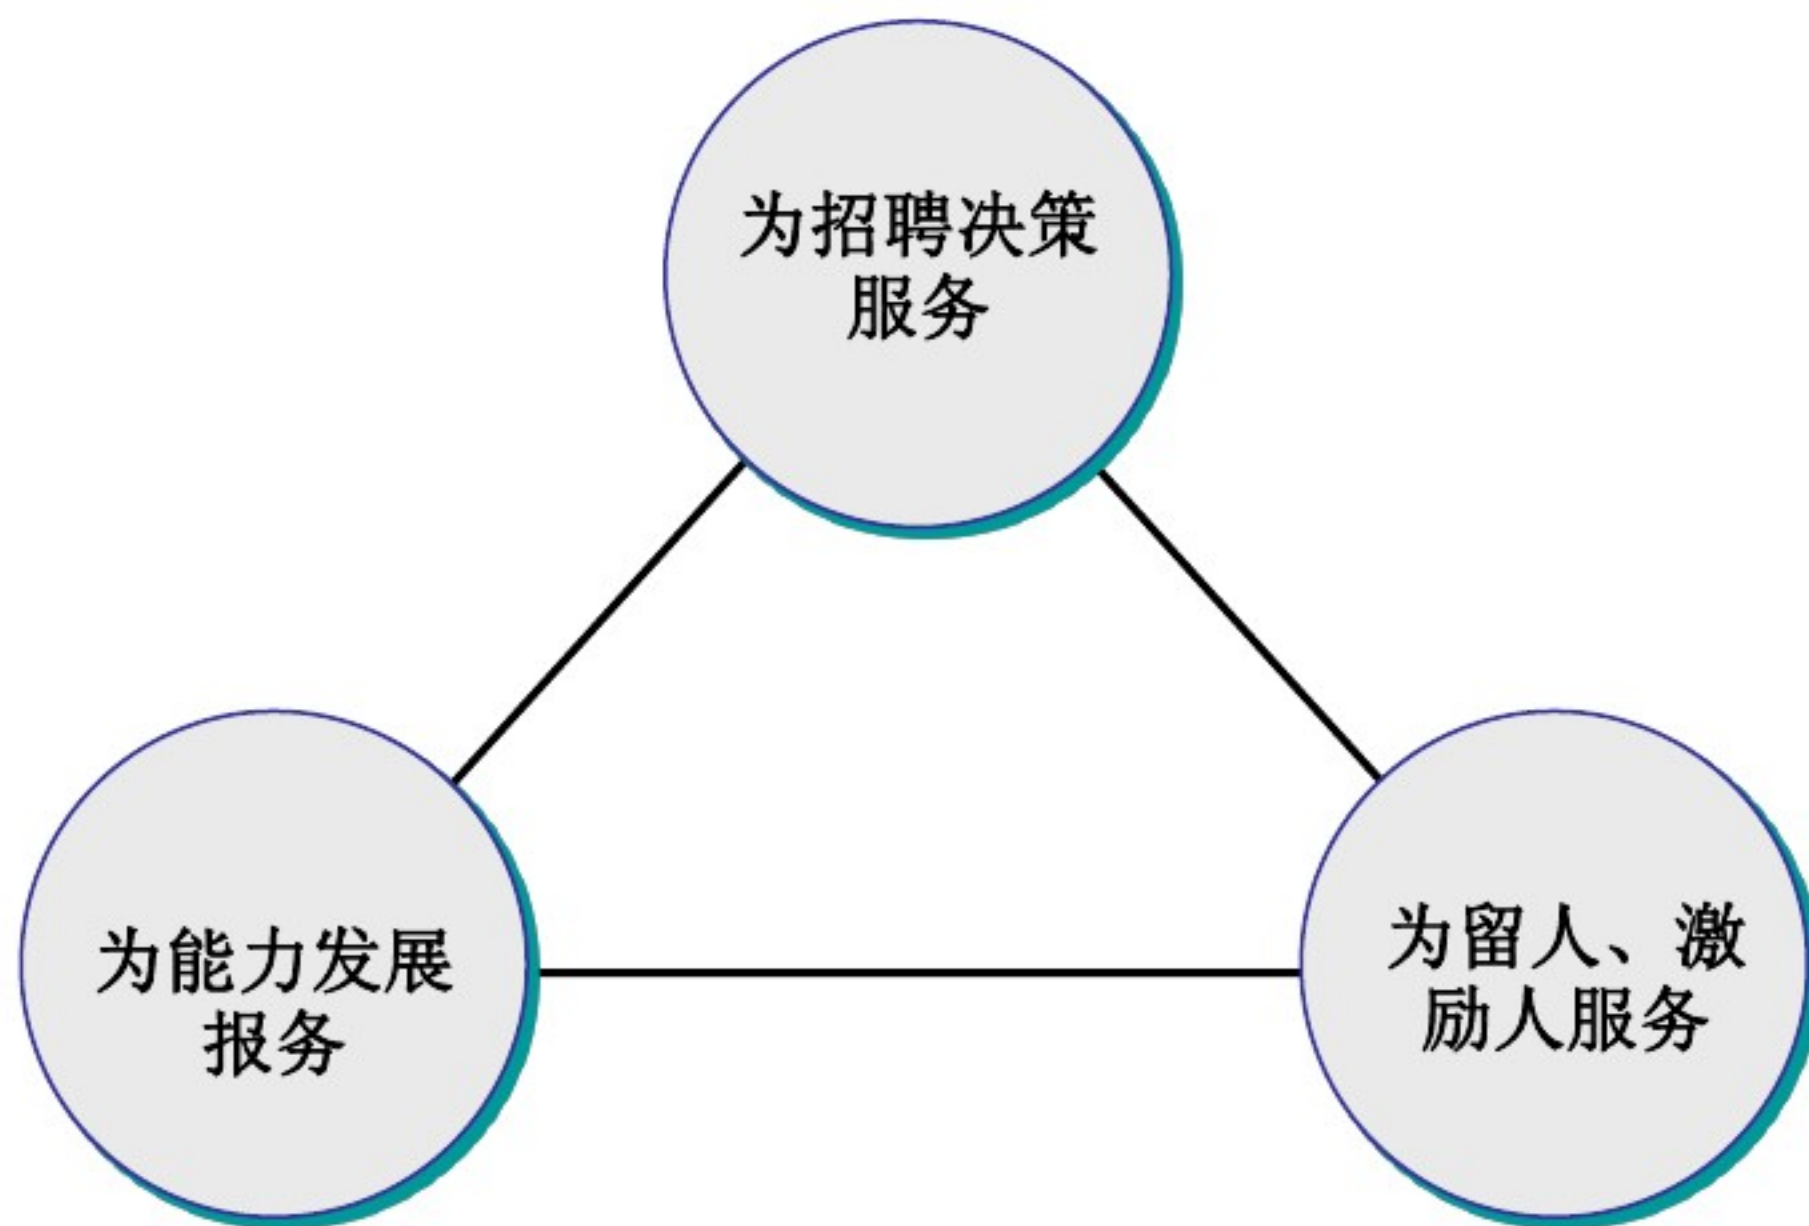 为招聘决策
服务
为能力发展
报务
为留人、激
励人服务